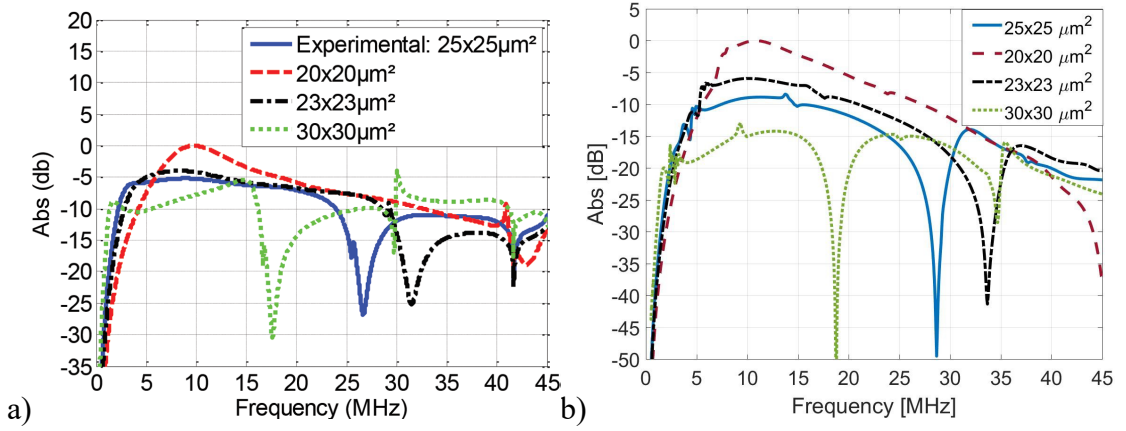 20
15
10
5
0
-5
-10
-15
-20
-25
-30
-35
Abs (db)
Experimental: 25x25µm²
20x20µm²
23x23µm²
30x30µm²
0 5 10 15 20 25 30 35 40 45
Frequency (MHz)
a)
5
0
-5
-10
-15
-20
-25
-30
-35
-40
-45
-50
Abs [dB]
25x25 µm²
20x20 µm²
23x23 µm²
30x30 µm²
0 5 10 15 20 25 30 35 40 45
Frequency [MHz]
b)